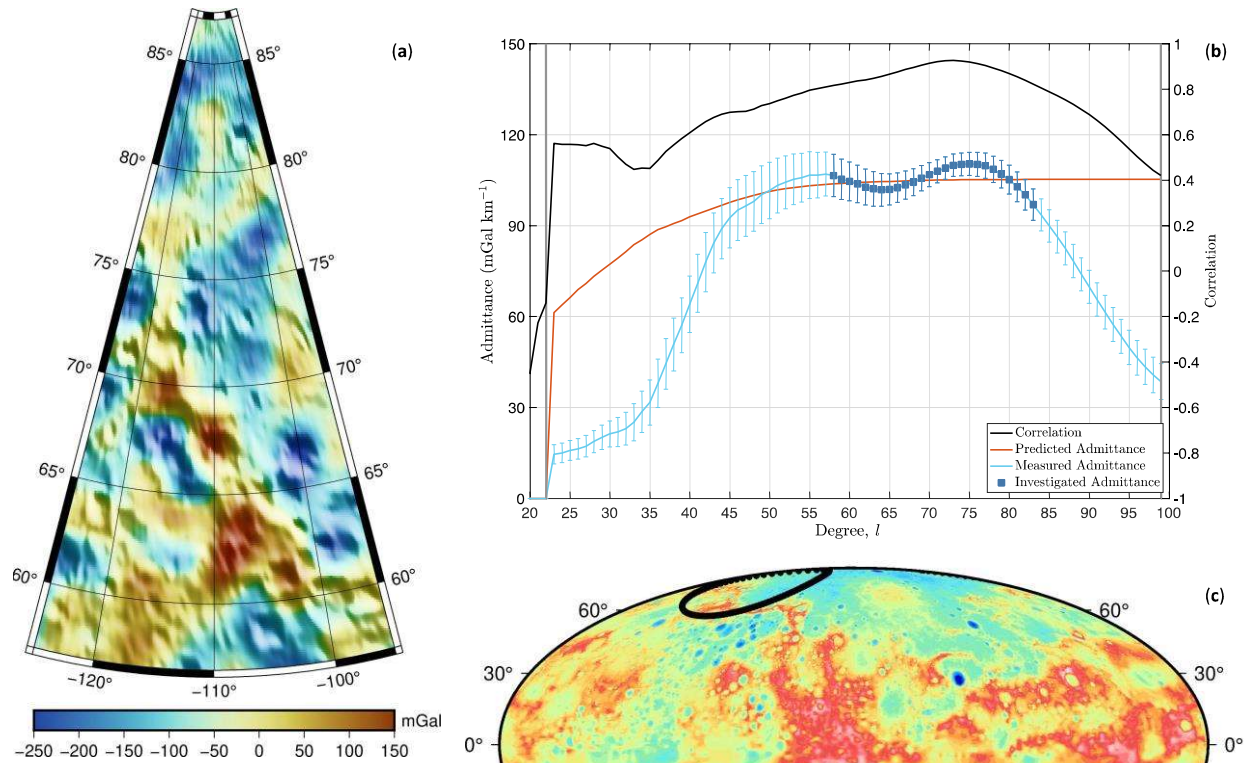 (a)
85° 85°
80° 80°
75° 75°
70° 70°
65° 65°
60° 60°
−120° −110° −100°
mGal
−250 −200 −150 −100 −50 0 50 100 150
(b)
Admittance (mGal km⁻¹)
150
120
90
60
30
0
1
0.8
0.6
0.4
0.2
0
-0.2
-0.4
-0.6
-0.8
-1
Correlation
Correlation
Predicted Admittance
Measured Admittance
Investigated Admittance
20 25 30 35 40 45 50 55 60 65 70 75 80 85 90 95 100
Degree, l
(c)
60° 60°
30° 30°
0° 0°